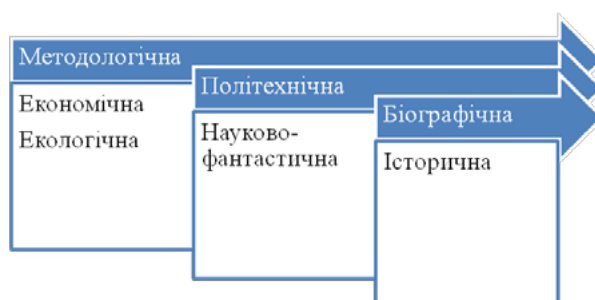 Методологічна
Економічна
Екологічна
Політехнічна
Науково-
фантастична
Біографічна
Історична